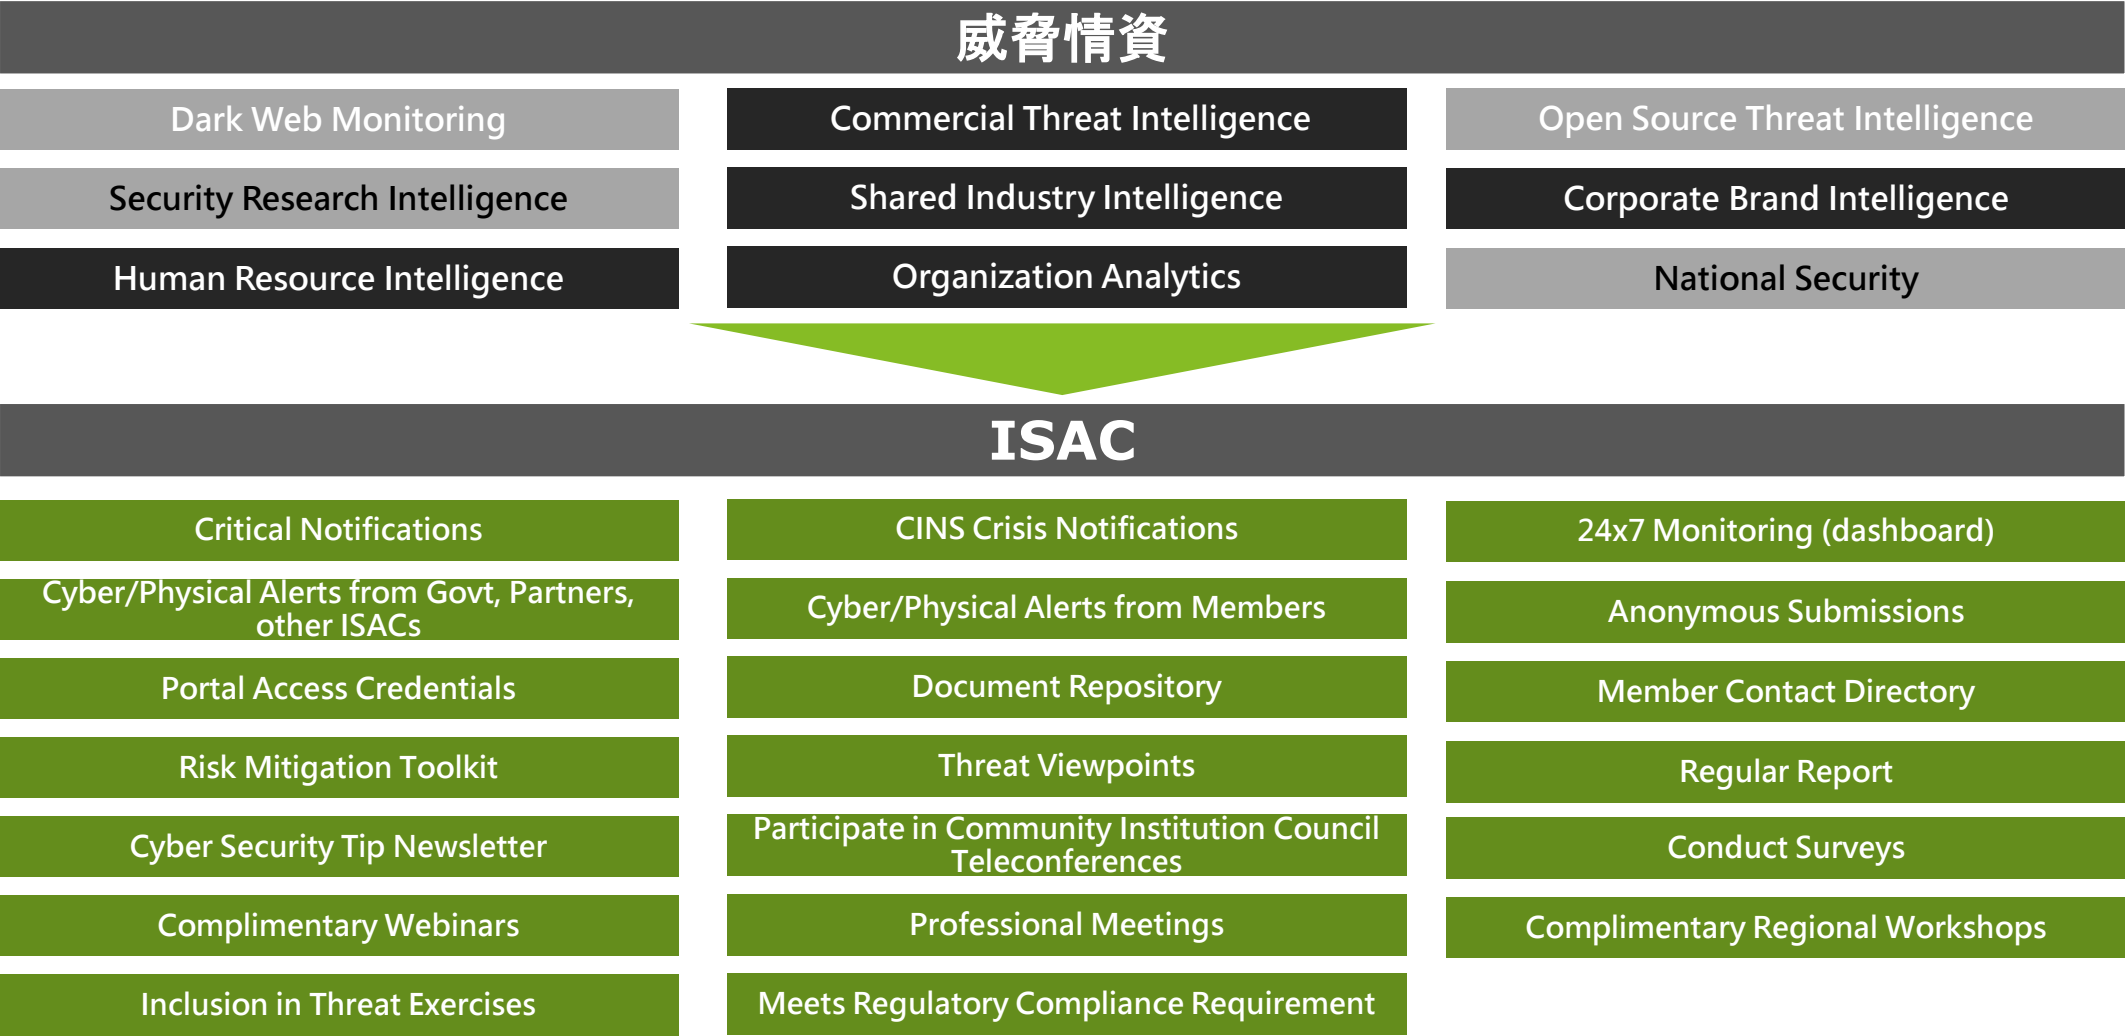 威脅情資
Dark Web Monitoring
Commercial Threat Intelligence
Open Source Threat Intelligence
Security Research Intelligence
Shared Industry Intelligence
Corporate Brand Intelligence
Human Resource Intelligence
Organization Analytics
National Security
ISAC
Critical Notifications
CINS Crisis Notifications
24x7 Monitoring (dashboard)
Cyber/Physical Alerts from Govt, Partners,
other ISACs
Cyber/Physical Alerts from Members
Anonymous Submissions
Portal Access Credentials
Document Repository
Member Contact Directory
Risk Mitigation Toolkit
Threat Viewpoints
Regular Report
Cyber Security Tip Newsletter
Participate in Community Institution Council
Teleconferences
Conduct Surveys
Complimentary Webinars
Professional Meetings
Complimentary Regional Workshops
Inclusion in Threat Exercises
Meets Regulatory Compliance Requirement